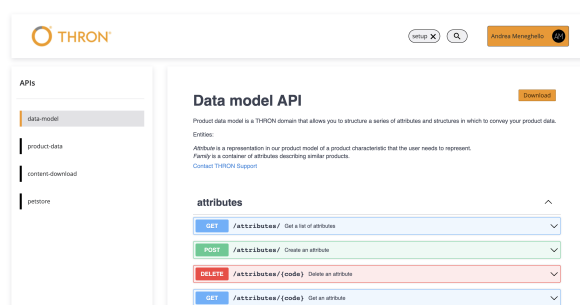 THRON
setup
Andrea Meneghello AM
APIs
data-model
product-data
content-download
petstore
Data model API
Download
Product data model is a THRON domain that allows you to structure a series of attributes and structures in which to convey your product data.
Entities:
Attribute is a representation in our product model of a product characteristic that the user needs to represent.
Family is a container of attributes describing similar products.
Contact THRON Support
attributes
GET /attributes/ Get a list of attributes
POST /attributes/ Create an attribute
DELETE /attributes/{code} Delete an attribute
GET /attributes/{code} Get an attribute